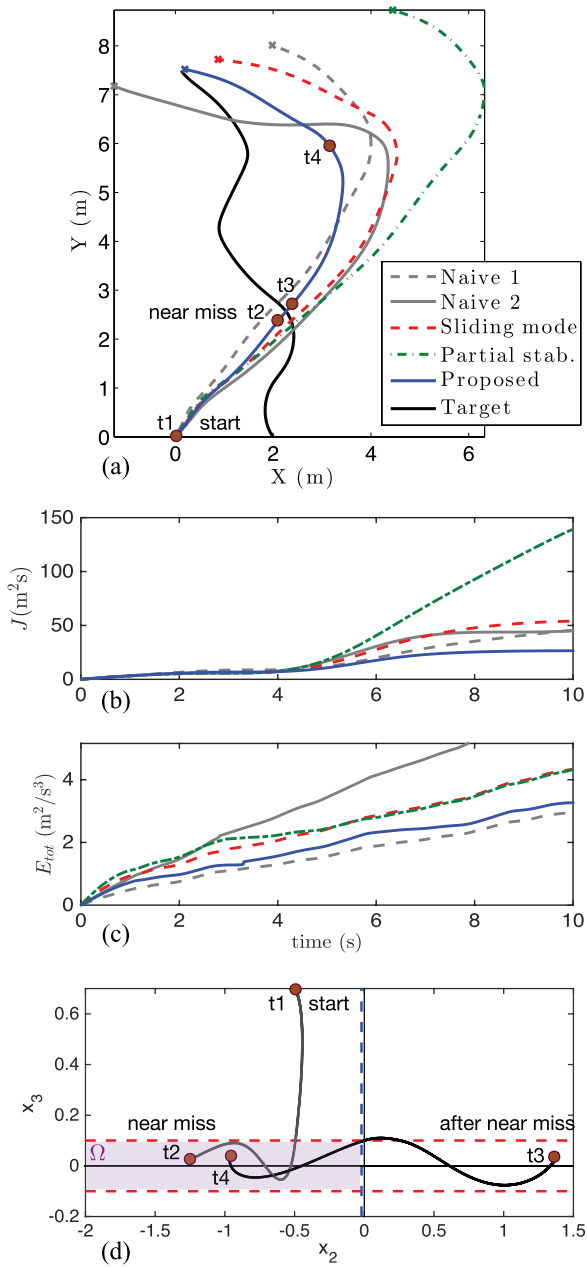 8
7
6
5
4
3
2
1
0
Y (m)
t4
t3
near miss
t2
t1
start
Naive 1
Naive 2
Sliding mode
Partial stab.
Proposed
Target
0 2 4 6
(a)
X (m)
150
100
50
0
J(m²s)
0 2 4 6 8 10
(b)
4
2
0
E_tot (m²/s³)
0 2 4 6 8 10
(c)
time (s)
0.6
0.4
0.2
0
-0.2
x₃
t1 start
near miss
after near miss
Ω
t2
t4
t3
-2 -1.5 -1 -0.5 0 0.5 1 1.5
(d)
x₂